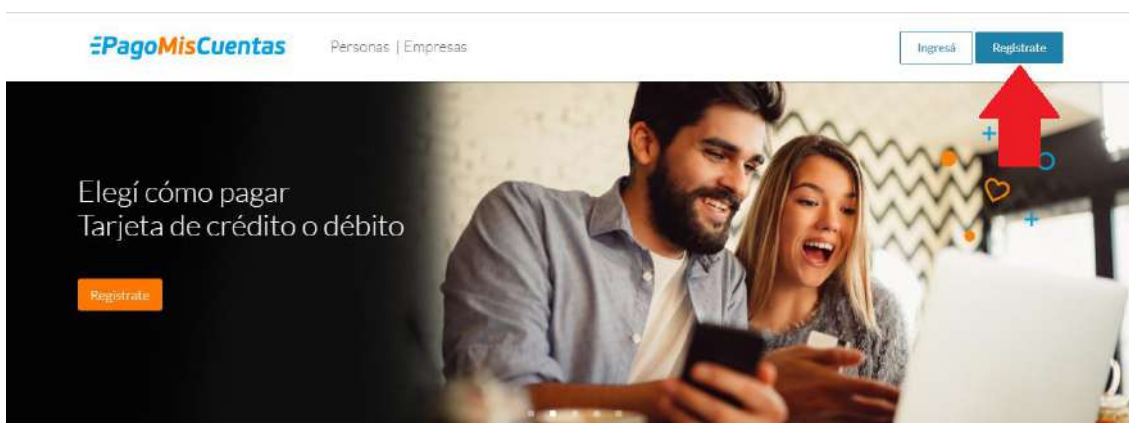 PagoMisCuentas
Personas | Empresas
Ingresá
Registrate
Elegí cómo pagar
Tarjeta de crédito o débito
Registrate